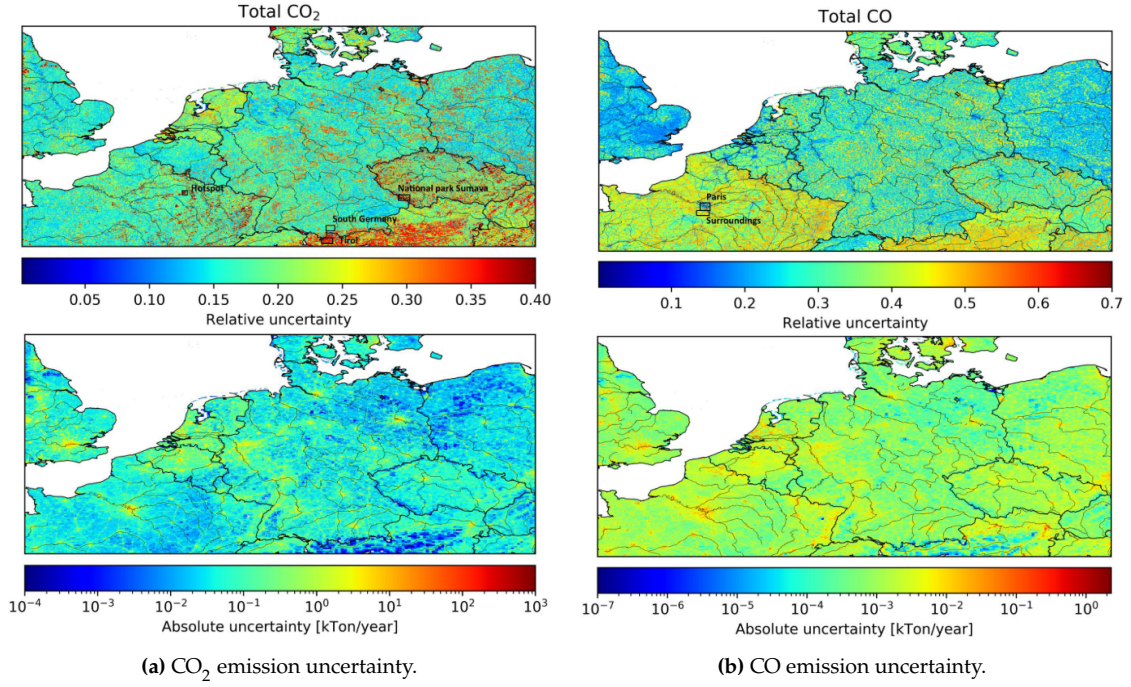 Total CO₂
Hotspot
National park Sumava
South Germany
Tirol
0.05 0.10 0.15 0.20 0.25 0.30 0.35 0.40
Relative uncertainty
10⁻⁴ 10⁻³ 10⁻² 10⁻¹ 10⁰ 10¹ 10² 10³
Absolute uncertainty [kTon/year]
(a) CO₂ emission uncertainty.
Total CO
Paris
Surroundings
0.1 0.2 0.3 0.4 0.5 0.6 0.7
Relative uncertainty
10⁻⁷ 10⁻⁶ 10⁻⁵ 10⁻⁴ 10⁻³ 10⁻² 10⁻¹ 10⁰
Absolute uncertainty [kTon/year]
(b) CO emission uncertainty.